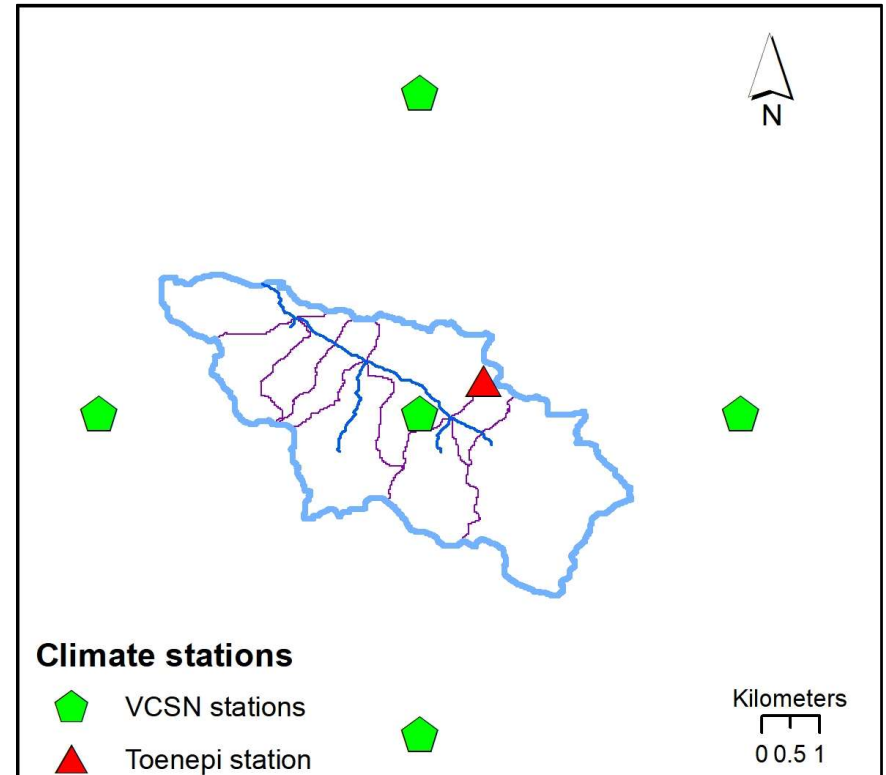 N
Climate stations
VCSN stations
Toenepi station
Kilometers
0 0.5 1